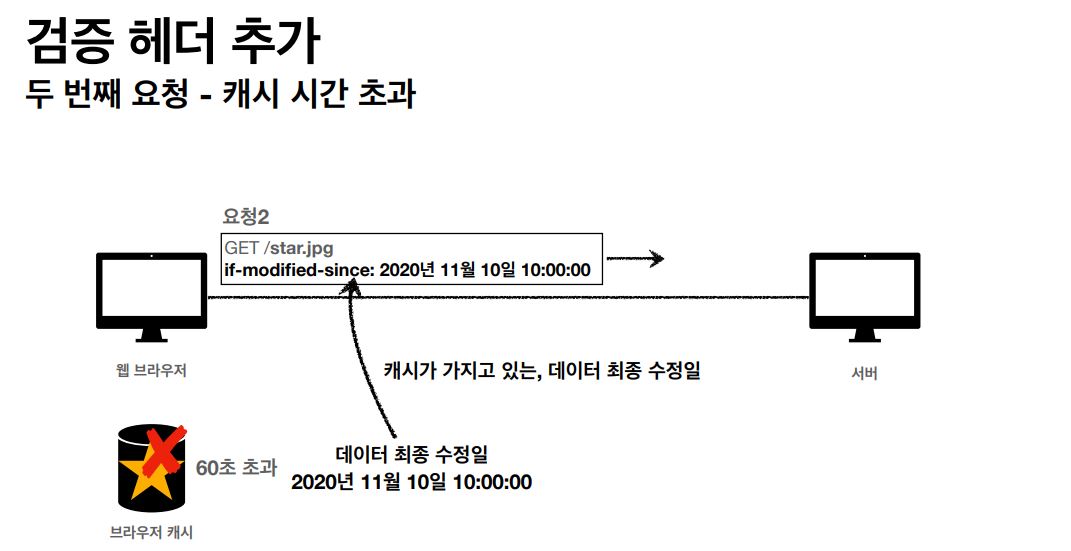 검증 헤더 추가
두 번째 요청 - 캐시 시간 초과
요청2
GET /star.jpg
if-modified-since: 2020년 11월 10일 10:00:00
웹 브라우저
서버
캐시가 가지고 있는, 데이터 최종 수정일
데이터 최종 수정일
2020년 11월 10일 10:00:00
60초 초과
브라우저 캐시